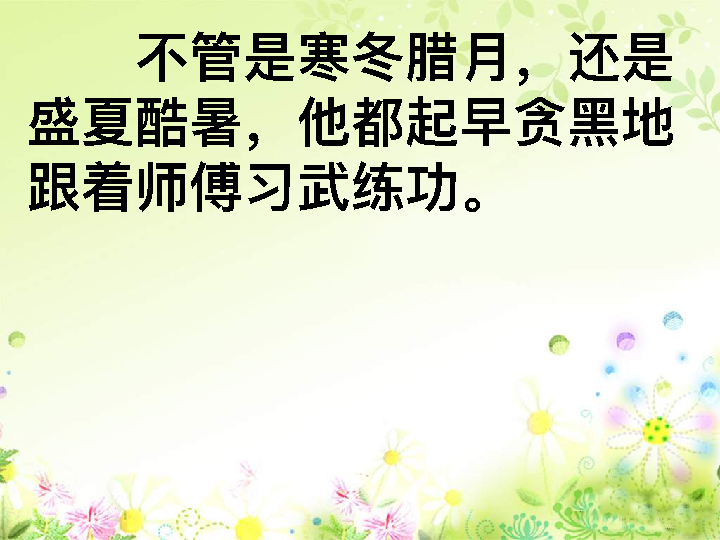 不管是寒冬腊月，还是
盛夏酷暑，他都起早贪黑地
跟着师傅习武练功。